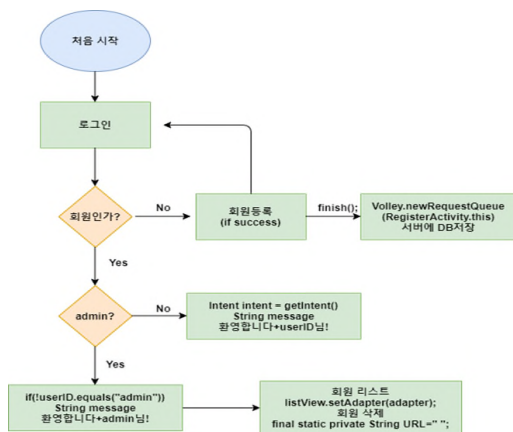 처음 시작
로그인
회원인가?
No
회원등록
(if success)
finish();
Volley.newRequestQueue
(RegisterActivity.this)
서버에 DB저장
Yes
admin?
No
Intent intent = getIntent()
String message
환영합니다+userID님!
Yes
if(!userID.equals("admin"))
String message
환영합니다+admin님!
회원 리스트
listView.setAdapter(adapter);
회원 삭제
final static private String URL=" ";